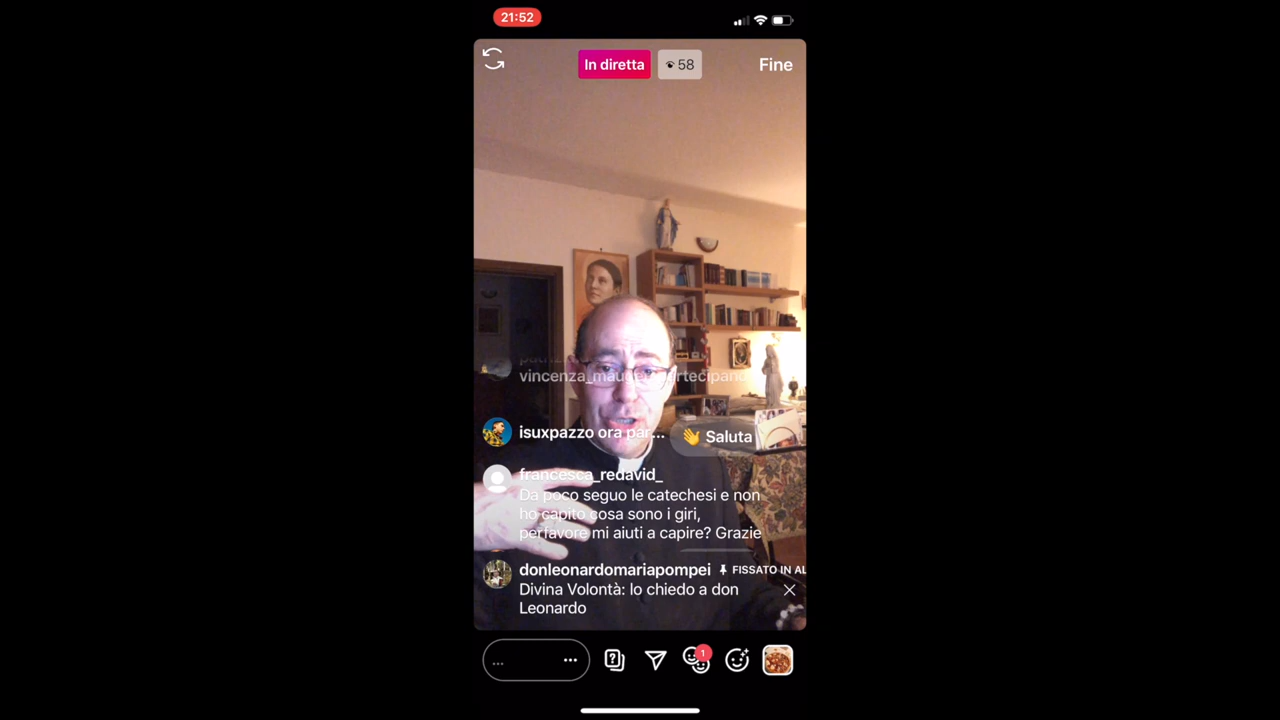 21:52
In diretta
58
Fine
isuxpazzo ora par...
👋 Saluta
francesca_redavid_
Da poco seguo le catechesi e non
ho capito cosa sono i giri,
perfavore mi aiuti a capire? Grazie
donleonardomariapompei FISSATO IN AL
Divina Volontà: lo chiedo a don
Leonardo
...
1